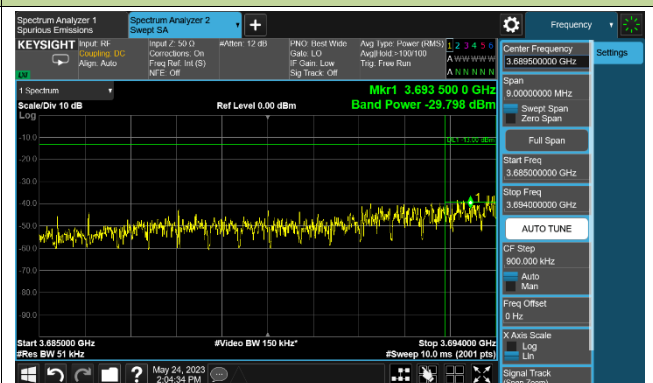 Spectrum Analyzer 1
Spurious Emissions
Spectrum Analyzer 2
Swept SA
+
Frequency
KEYSIGHT
Input: RF
Coupling: DC
Align: Auto
Input Z: 50 Ω
Corrections: On
Freq Ref: Int (S)
NFE: Off
#Atten: 12 dB
PNO: Best Wide
Gate: LO
IF Gain: Low
Sig Track: Off
Avg Type: Power (RMS)
Avg|Hold:>100/100
Trig: Free Run
1 2 3 4 5 6
A W W W W W
A N N N N N
1 Spectrum
Mkr1 3.693 500 0 GHz
Scale/Div 10 dB
Ref Level 0.00 dBm
Band Power -29.798 dBm
Log
DL1 -13.00 dBm
-10.0
-20.0
-30.0
1
-40.0
-50.0
-60.0
-70.0
-80.0
-90.0
Start 3.685000 GHz
#Video BW 150 kHz*
Stop 3.694000 GHz
#Res BW 51 kHz
#Sweep 10.0 ms (2001 pts)
?
May 24, 2023
2:04:34 PM
Center Frequency
3.689500000 GHz
Settings
Span
9.00000000 MHz
Swept Span
Zero Span
Full Span
Start Freq
3.685000000 GHz
Stop Freq
3.694000000 GHz
AUTO TUNE
CF Step
900.000 kHz
Auto
Man
Freq Offset
0 Hz
X Axis Scale
Log
Lin
Signal Track
(Span Zoom)